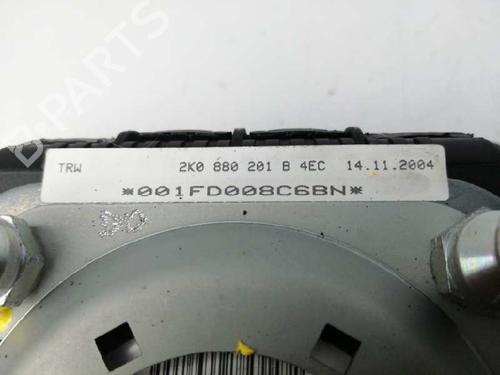 B-PARTS
TRW 2K0 880 201 B 4EC 14.11.2004
*001FD008C6BN*